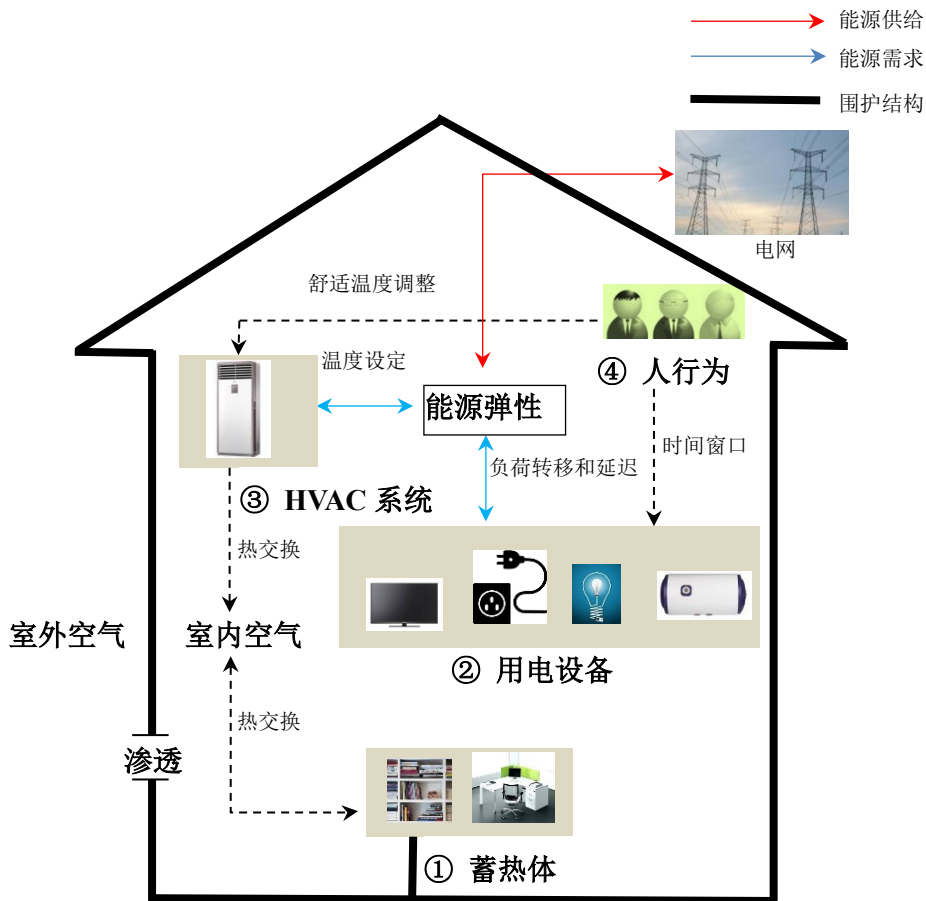 能源供给
能源需求
围护结构
电网
舒适温度调整
温度设定
④ 人行为
能源弹性
时间窗口
负荷转移和延迟
③ HVAC 系统
热交换
室外空气
室内空气
② 用电设备
热交换
渗透
① 蓄热体